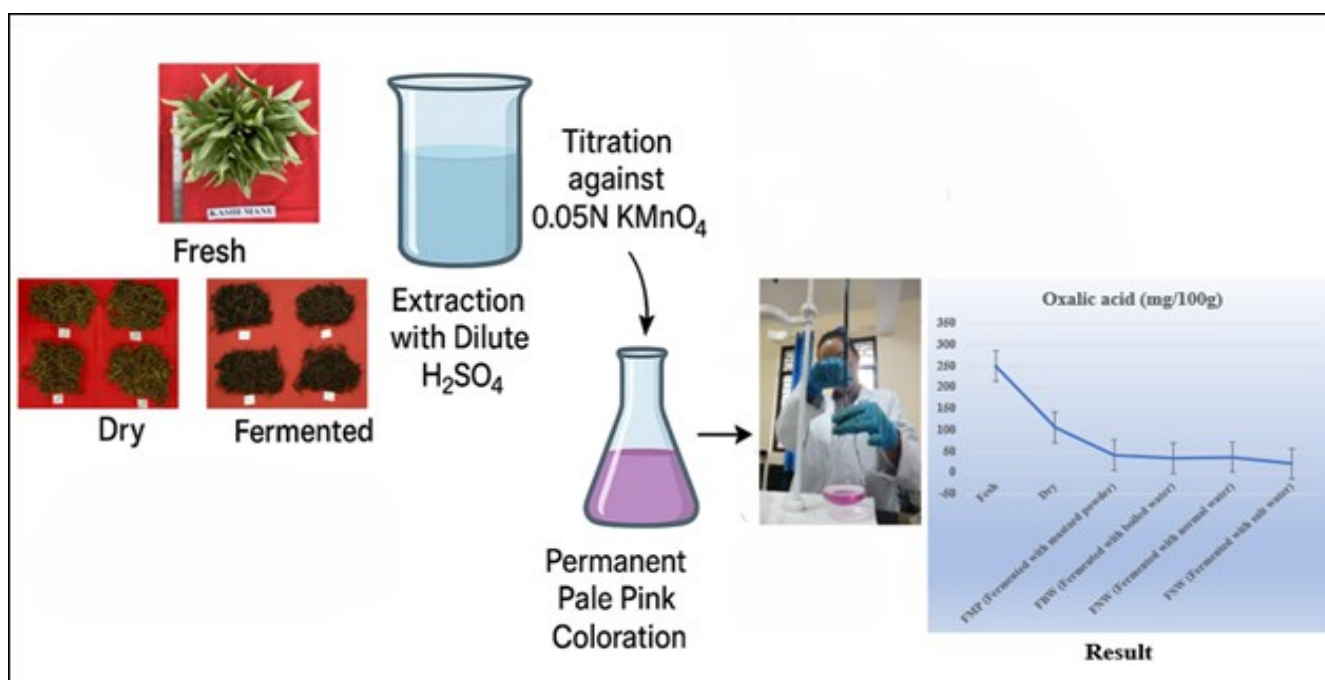 KASHI MANU
Fresh
Dry
Fermented
Extraction
with Dilute
H₂SO₄
Titration
against
0.05N KMnO₄
Permanent
Pale Pink
Coloration
Oxalic acid (mg/100g)
350
300
250
200
150
100
50
0
-50
Fesh
Dry
FMP (Fermented with mustard powder)
FBW (Fermented with boiled water)
FNW (Fermented with normal water)
FSW (Fermented with salt water)
Result